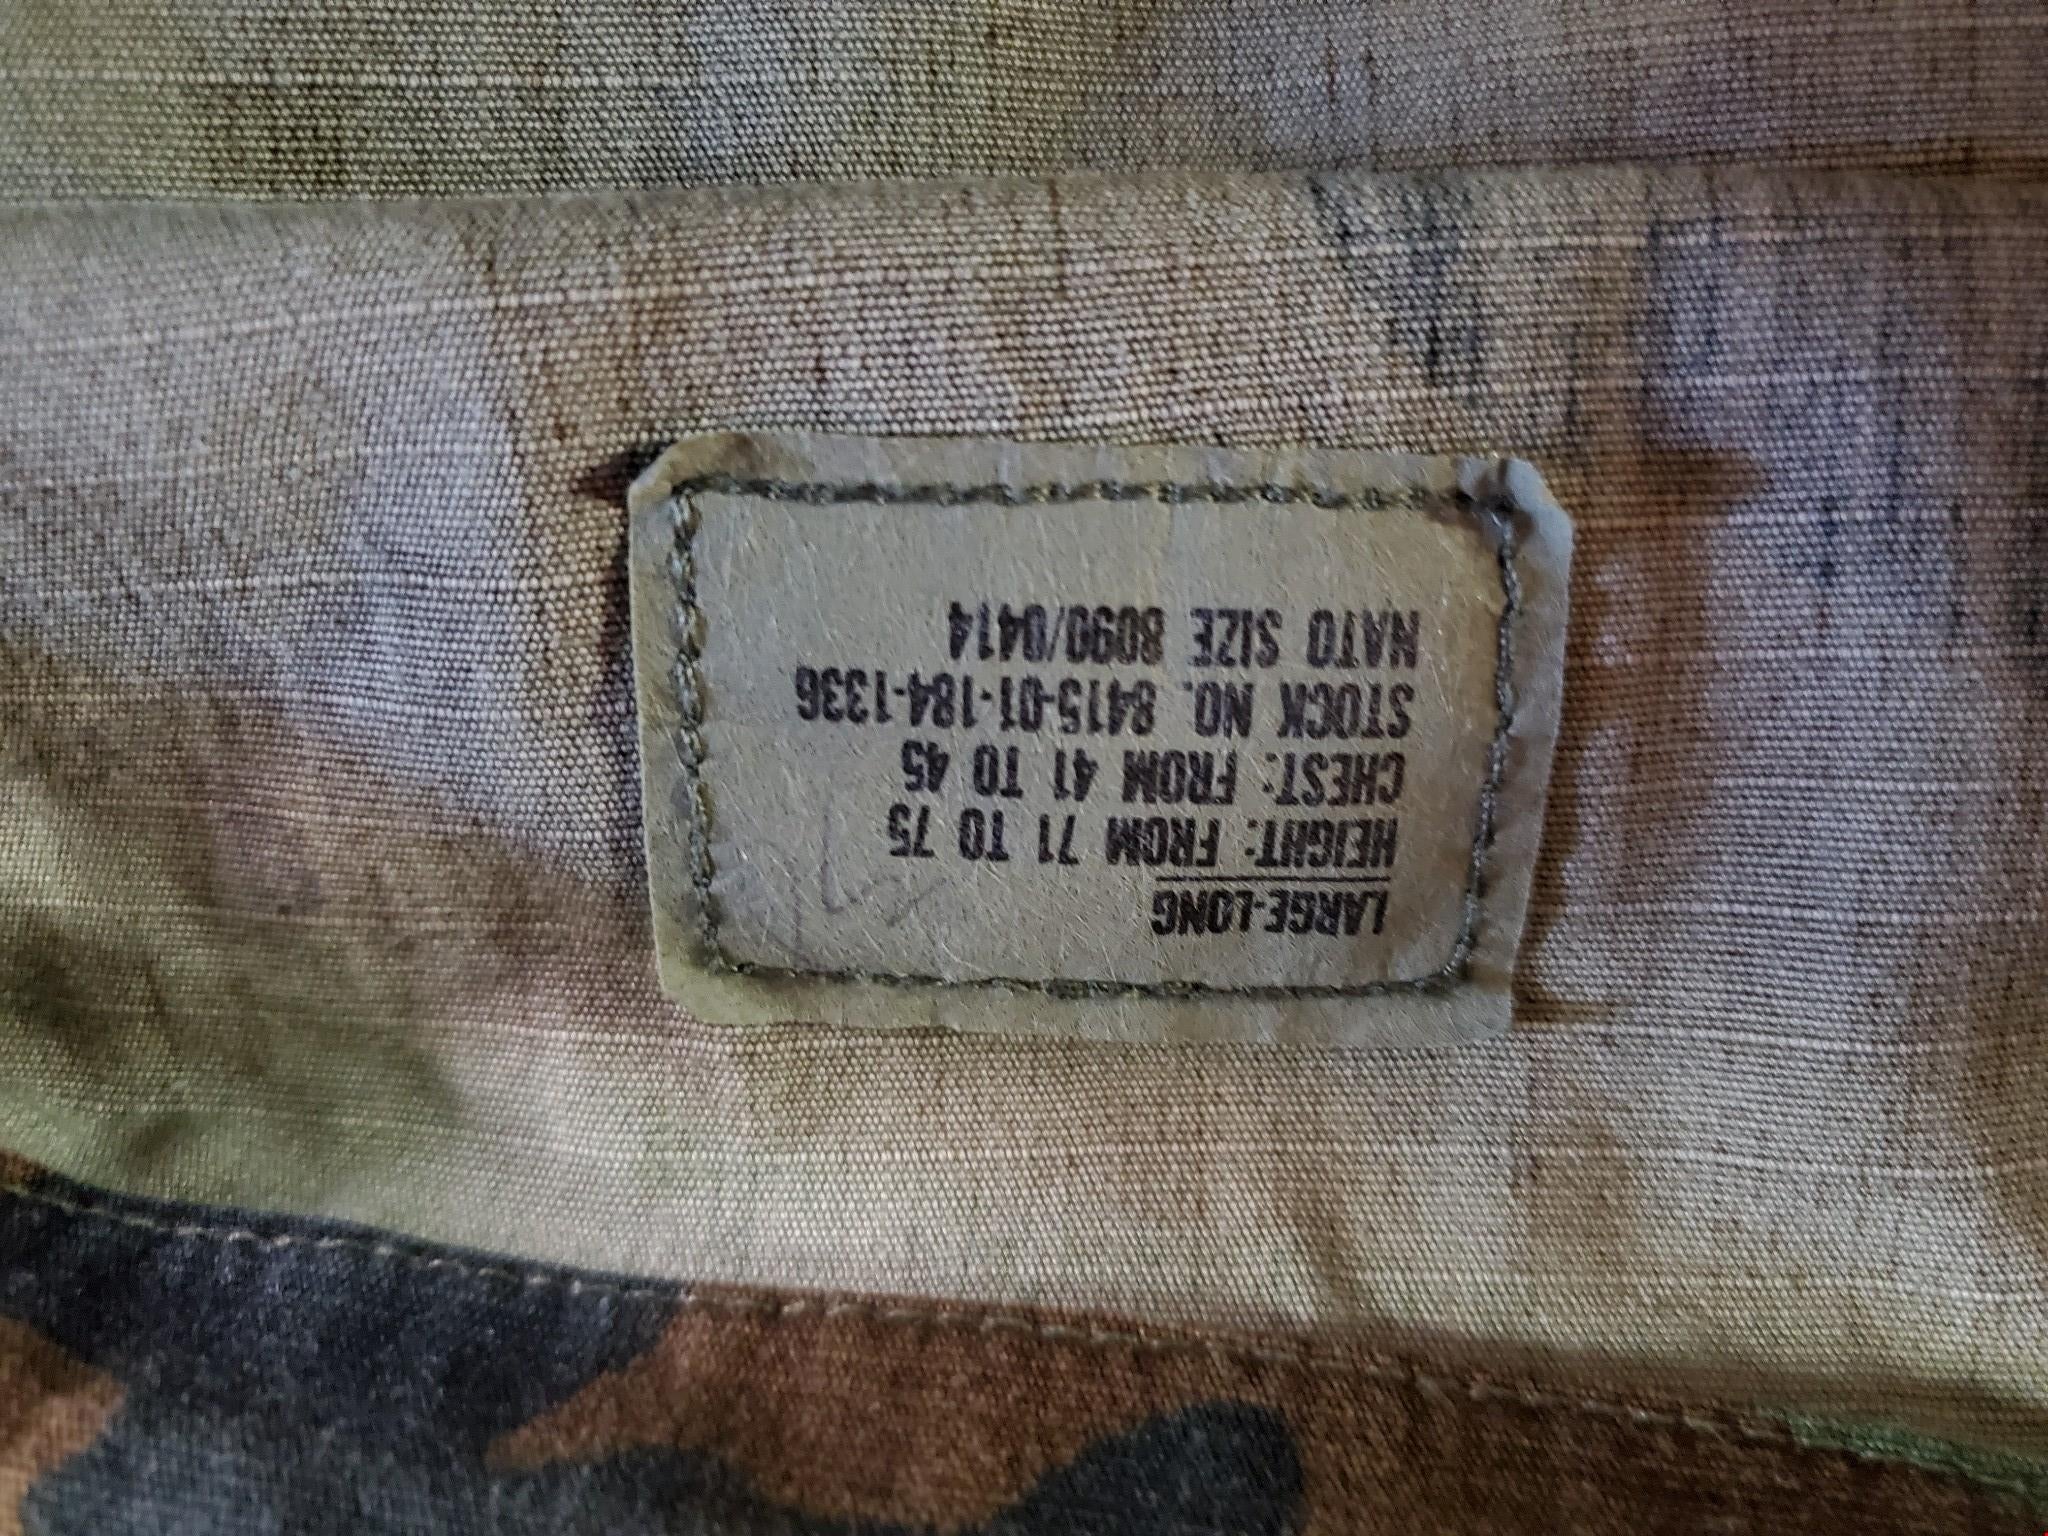 LARGE-LONG
HEIGHT: FROM 71 TO 75
CHEST: FROM 41 TO 45
STOCK NO. 8415-01-184-1336
NATO SIZE 8090/0414